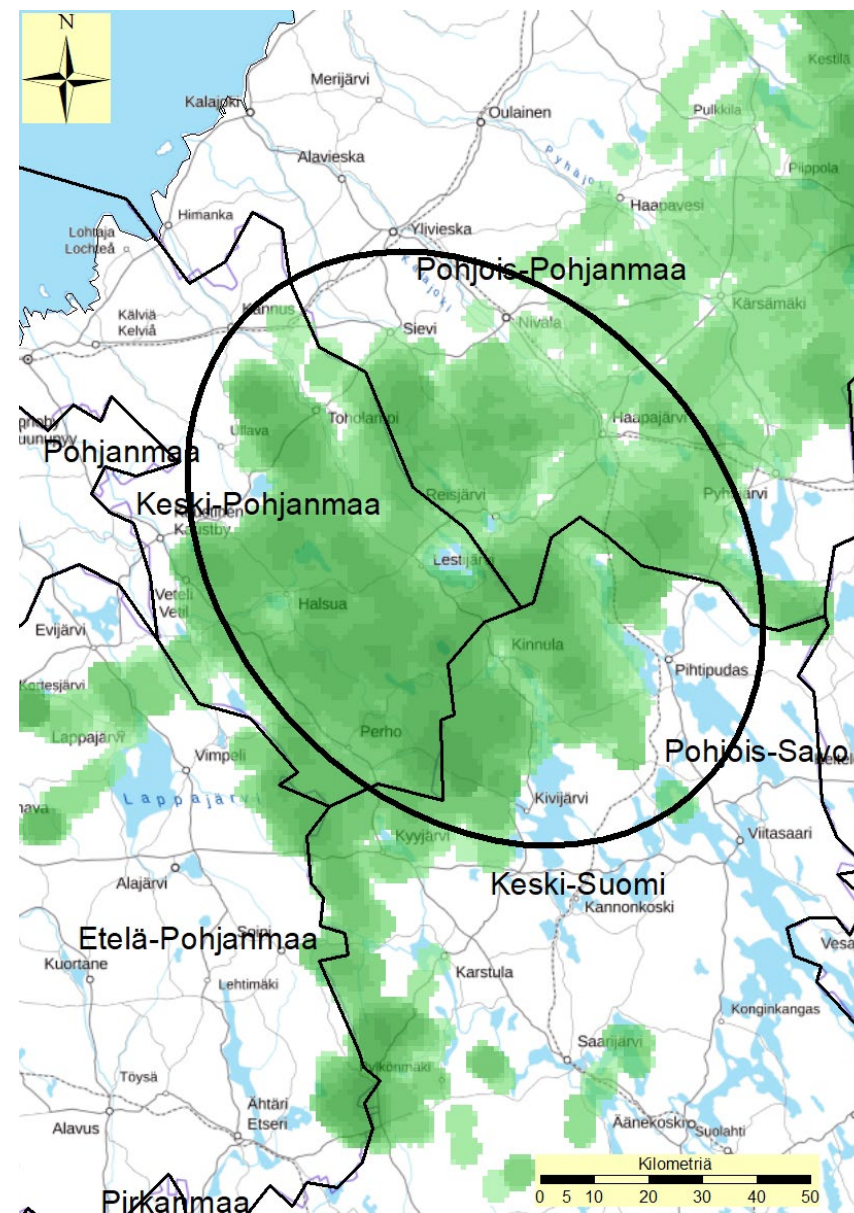 N
Kestilä
Merijärvi
Kalajoki
Oulainen
Pulkkila
Alavieska
Pyhäjoki
Piippola
Haapavesi
Himanka
Lohtaja
Lochteå
Ylivieska
Kalajoki
Pohjois-Pohjanmaa
Kärsämäki
Kannus
Kälviä
Kelviå
Sievi
Nivala
Toholampi
Haapajärvi
Ullava
Pohjanmaa
Keski-Pohjanmaa
Reisjärvi
Kaustby
Lestijärvi
Veteli
Vetil
Halsua
Evijärvi
Kinnula
Pihtipudas
Kortesjärvi
Perho
Lappajärvi
Vimpeli
Pohjois-Savo
Lappajärvi
Kivijärvi
Kyyjärvi
Viitasaari
Alajärvi
Keski-Suomi
Kannonkoski
Etelä-Pohjanmaa
Soini
Kuortane
Lehtimäki
Karstula
Konginkangas
Saarijärvi
Pylkönmäki
Töysä
Ähtäri
Etseri
Alavus
Äänekoski
Suolahti
Kilometriä
0 5 10 20 30 40 50
Pirkanmaa